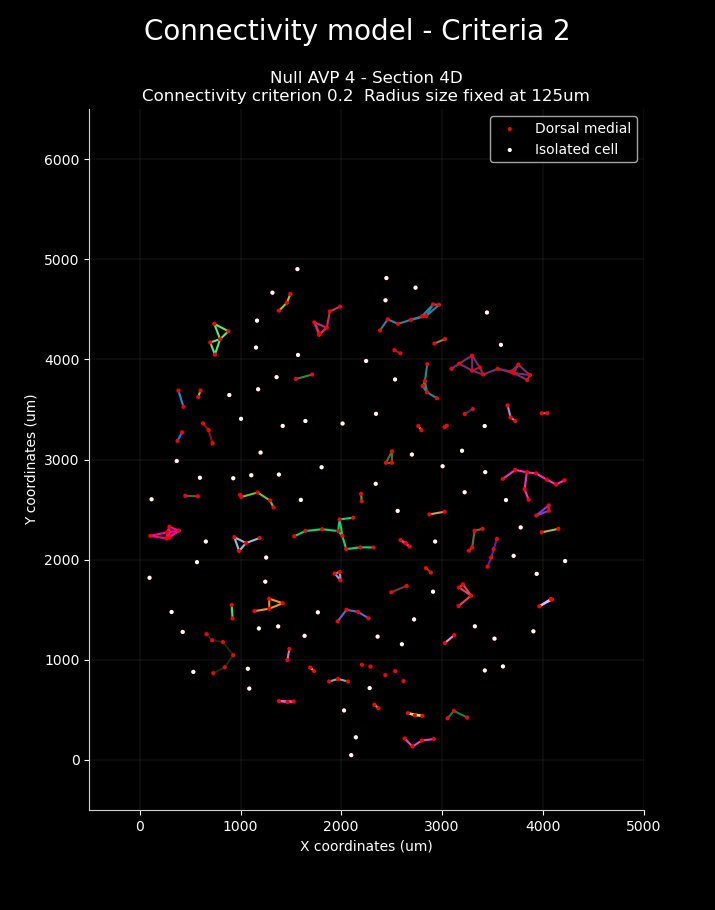 Connectivity model - Criteria 2
Null AVP 4 - Section 4D
Connectivity criterion 0.2  Radius size fixed at 125um
Dorsal medial
Isolated cell
Y coordinates (um)
6000
5000
4000
3000
2000
1000
0
0
1000
2000
3000
4000
5000
X coordinates (um)